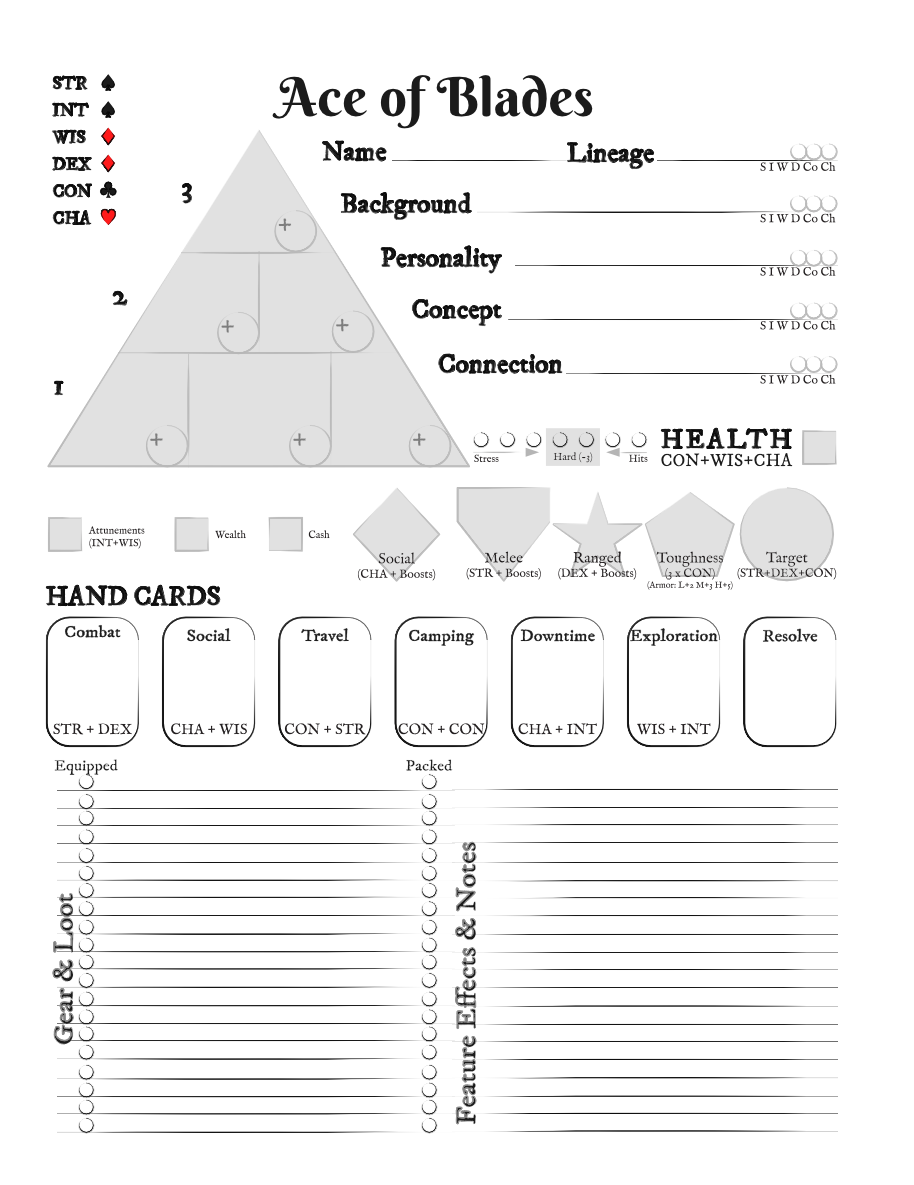 Ace of Blades
STR ♠
INT ♠
WIS ♦
DEX ♦
CON ♣
CHA ♥
3
+
2
+ +
1
+ + +
Name Lineage
S I W D Co Ch
Background
S I W D Co Ch
Personality
S I W D Co Ch
Concept
S I W D Co Ch
Connection
S I W D Co Ch
Stress Hard (-3) Hits
HEALTH
CON+WIS+CHA
Attunements
(INT+WIS)
Wealth
Cash
Social
(CHA + Boosts)
Melee
(STR + Boosts)
Ranged
(DEX + Boosts)
Toughness
(3 x CON)
(Armor: L+2 M+3 H+5)
Target
(STR+DEX+CON)
HAND CARDS
Combat
STR + DEX
Social
CHA + WIS
Travel
CON + STR
Camping
CON + CON
Downtime
CHA + INT
Exploration
WIS + INT
Resolve
Equipped Packed
Gear & Loot
Feature Effects & Notes